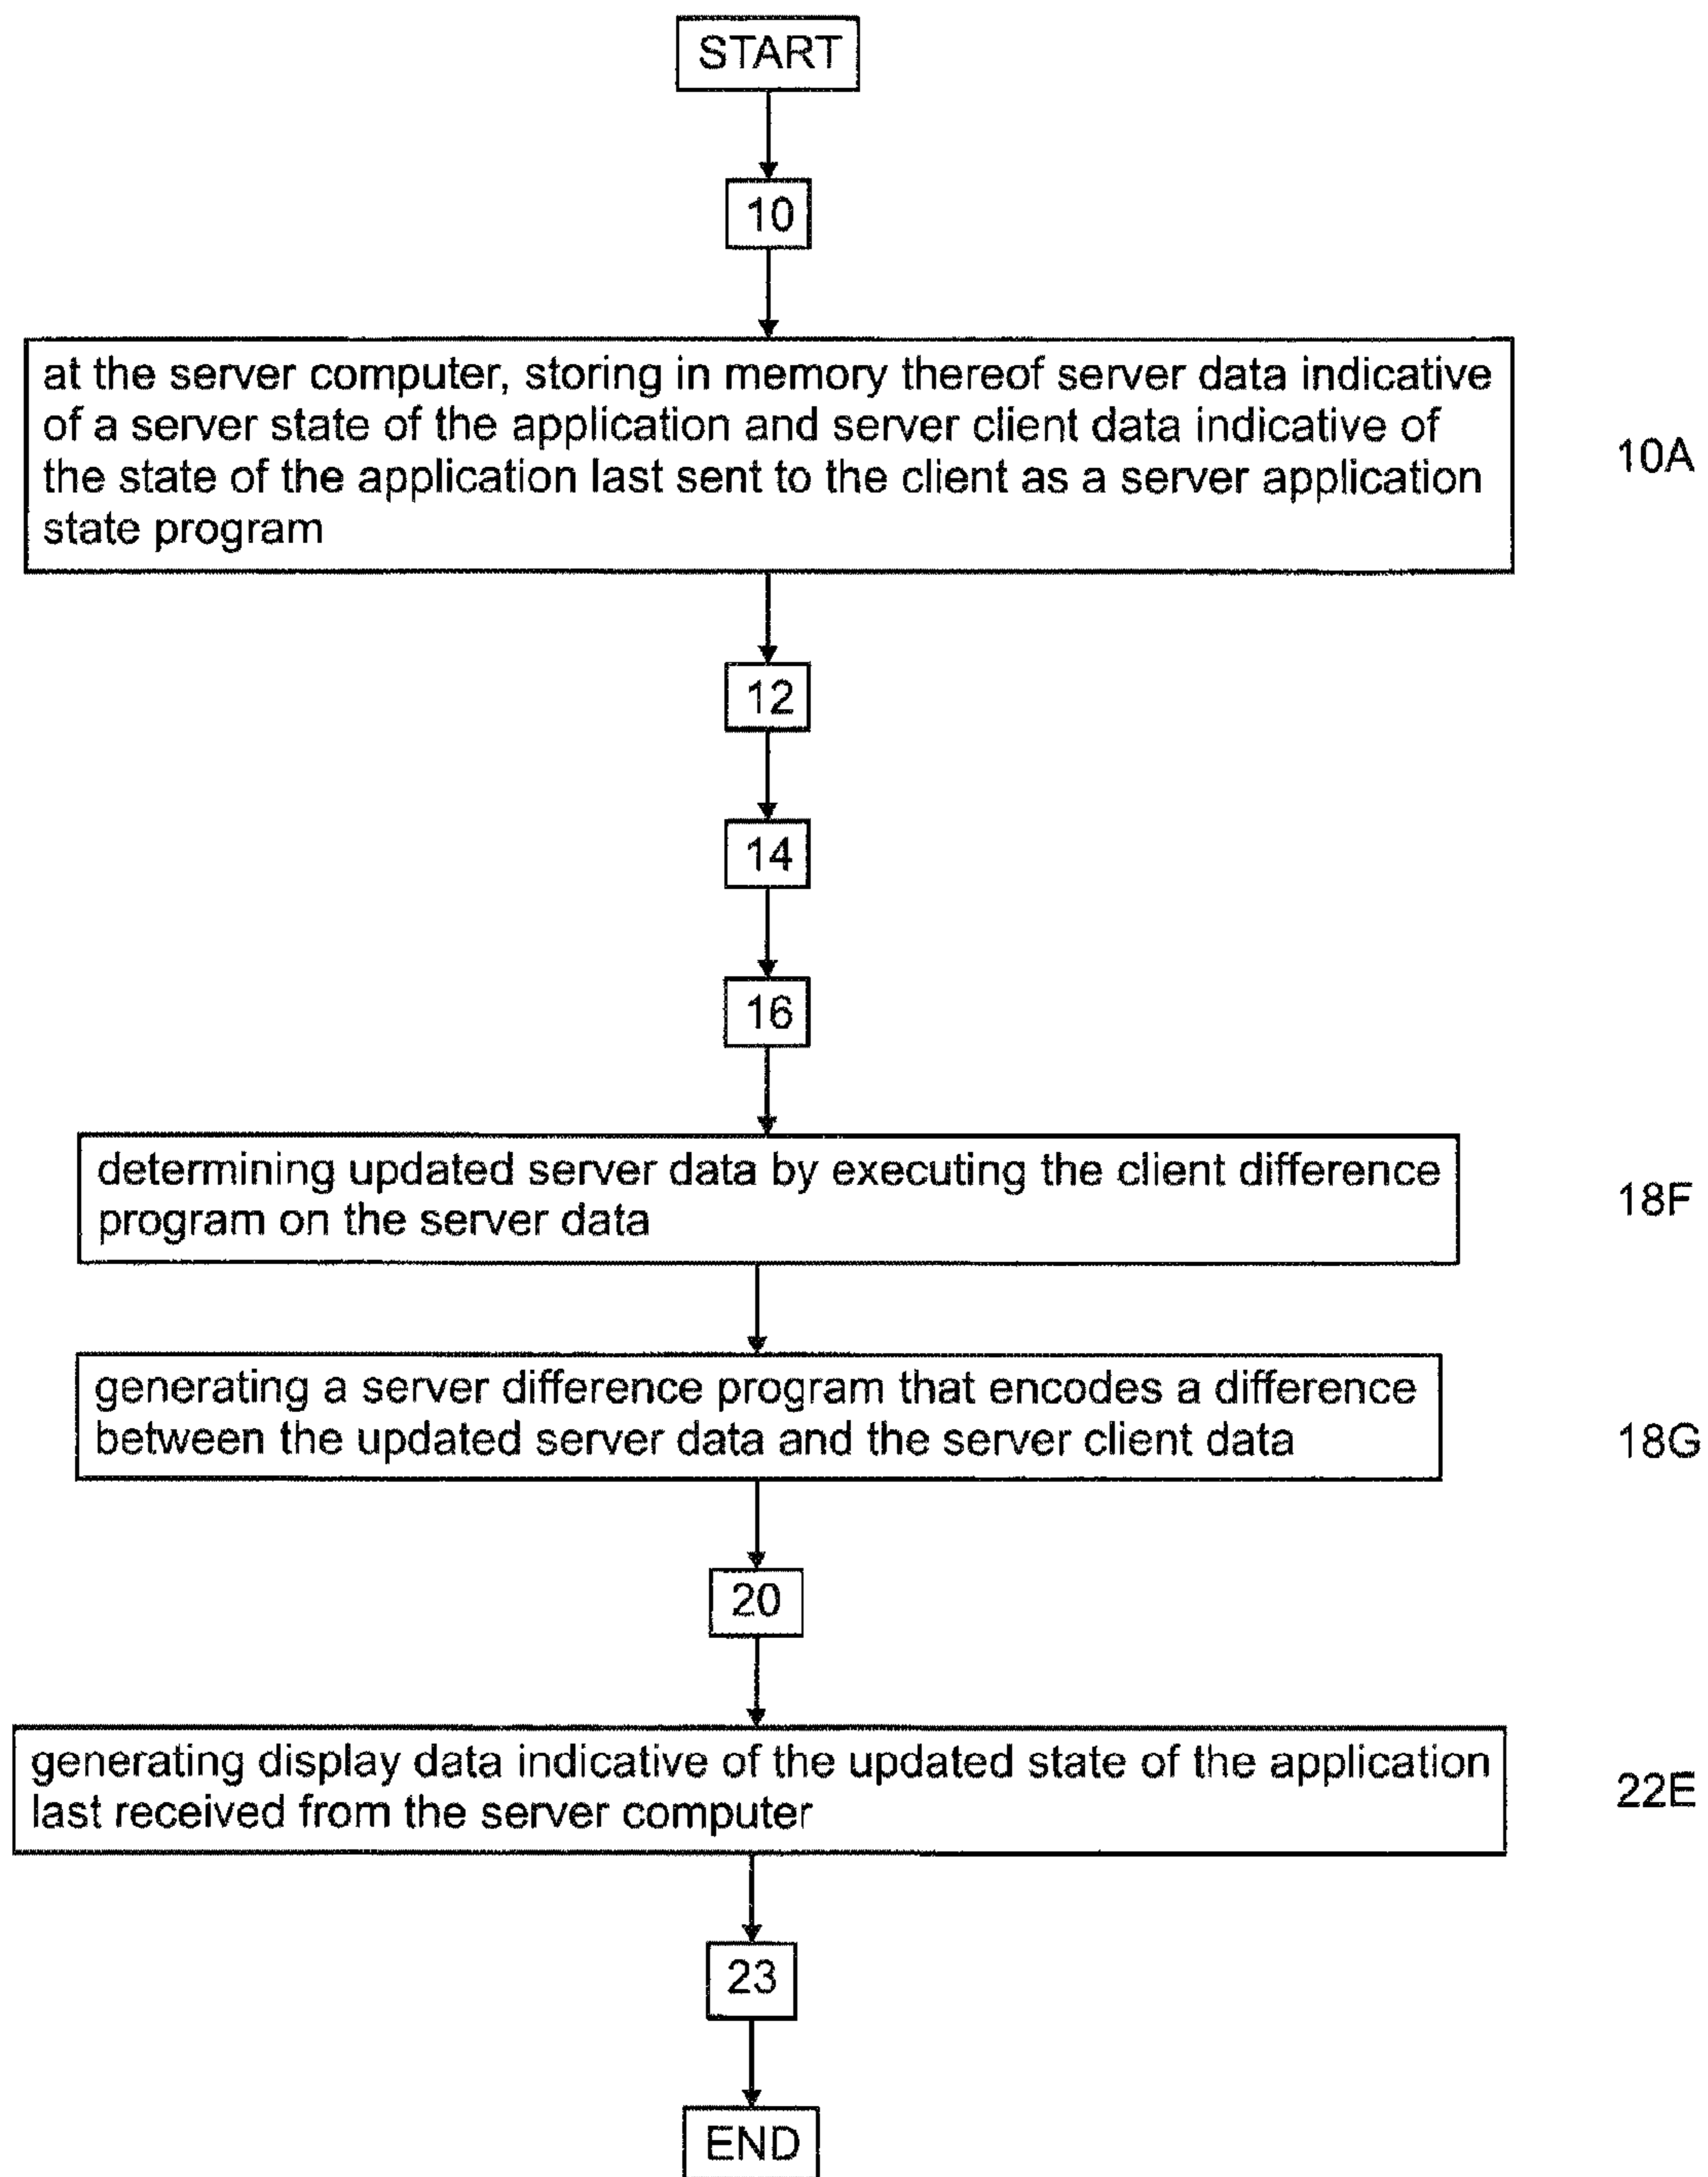 START
10
at the server computer, storing in memory thereof server data indicative
of a server state of the application and server client data indicative of
the state of the application last sent to the client as a server application
state program
10A
12
14
16
determining updated server data by executing the client difference
program on the server data
18F
generating a server difference program that encodes a difference
between the updated server data and the server client data
18G
20
generating display data indicative of the updated state of the application
last received from the server computer
22E
23
END